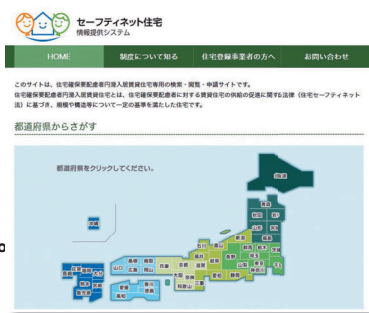 セーフティネット住宅
情報提供システム
HOME 制度について知る 住宅登録事業者の方へ お問い合わせ
このサイトは、住宅確保要配慮者円滑入居賃貸住宅専用の検索・閲覧・申請サイトです。
住宅確保要配慮者円滑入居賃貸住宅とは、住宅確保要配慮者に対する賃貸住宅の供給の促進に関する法律（住宅セーフティネット
法）に基づき、規模や構造等について一定の基準を満たした住宅です。
都道府県からさがす
都道府県をクリックしてください。
北海道
青森
秋田 岩手
山形 宮城
沖縄
福島
石川 富山 新潟
福井 長野 群馬 栃木 茨城
島根 鳥取 兵庫 京都 滋賀 岐阜 山梨 埼玉
山口 広島 岡山 大阪 奈良 愛知 静岡 東京 千葉
長崎 佐賀 福岡 大分 和歌山 三重 神奈川
熊本 宮崎 愛媛 香川
鹿児島 高知 徳島